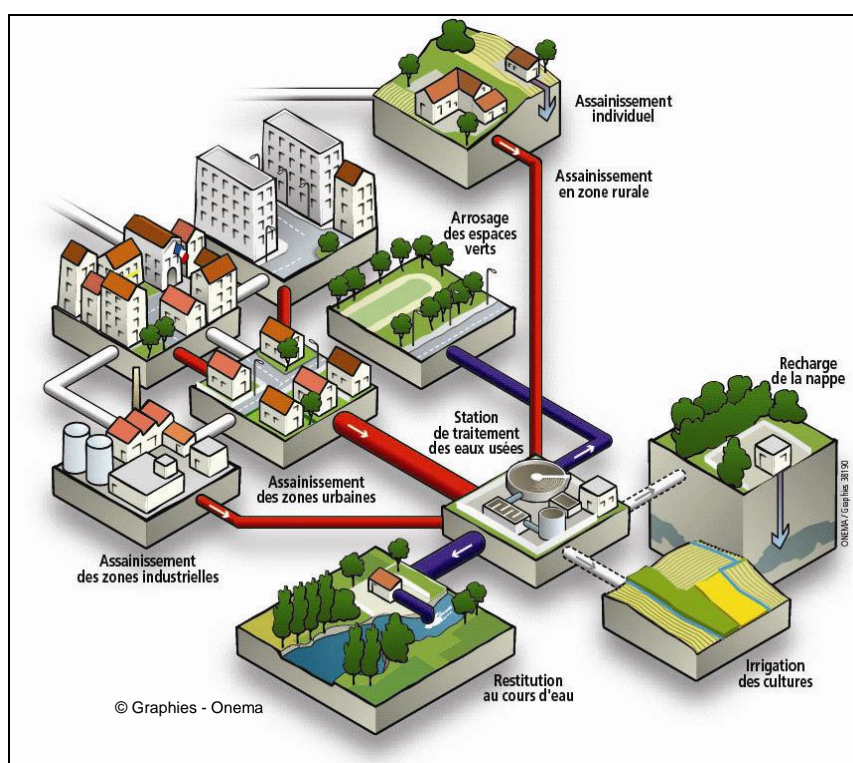 Assainissement
individuel
Assainissement
en zone rurale
Arrosage
des espaces
verts
Recharge
de la nappe
Station
de traitement
des eaux usées
Assainissement
des zones urbaines
Assainissement
des zones industrielles
Restitution
au cours d'eau
Irrigation
des cultures
ONEMA / Graphies 38190
© Graphies - Onema